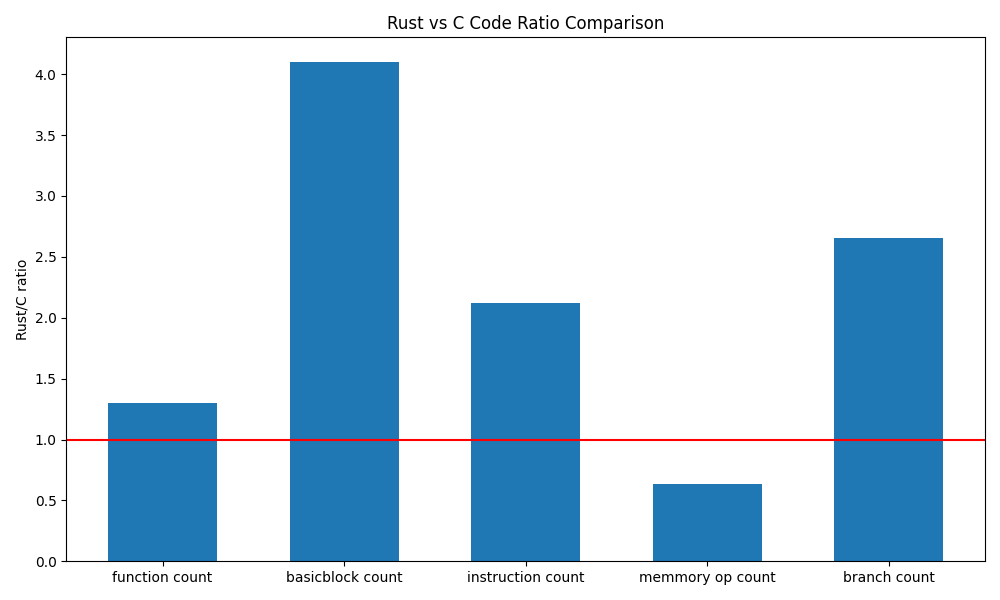 Rust vs C Code Ratio Comparison
Rust/C ratio
4.0
3.5
3.0
2.5
2.0
1.5
1.0
0.5
0.0
function count
basicblock count
instruction count
memmory op count
branch count